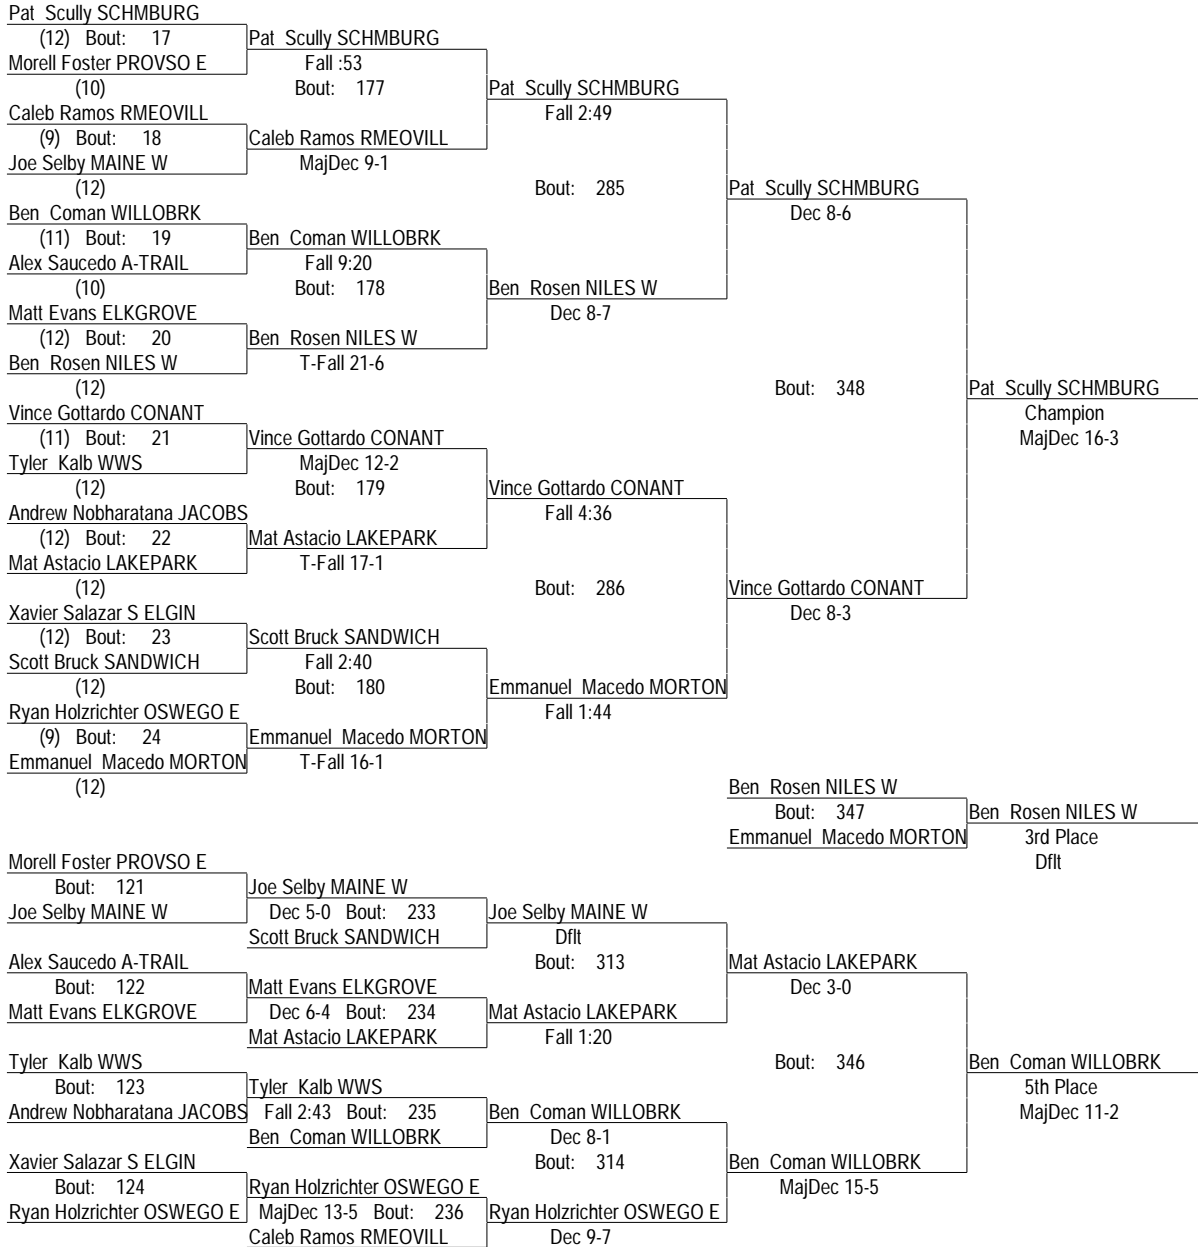 Pat  Scully SCHMBURG
(12)  Bout:  17  Pat  Scully SCHMBURG
Morell Foster PROVSO E  Fall :53
(10)  Bout:  177  Pat  Scully SCHMBURG
Caleb Ramos RMEOVILL  Fall 2:49
(9)  Bout:  18  Caleb Ramos RMEOVILL
Joe Selby MAINE W  MajDec 9-1
(12)  Bout:  285  Pat  Scully SCHMBURG
Ben  Coman WILLOBRK  Dec 8-6
(11)  Bout:  19  Ben  Coman WILLOBRK
Alex Saucedo A-TRAIL  Fall 9:20
(10)  Bout:  178  Ben  Rosen NILES W
Matt Evans ELKGROVE  Dec 8-7
(12)  Bout:  20  Ben  Rosen NILES W
Ben  Rosen NILES W  T-Fall 21-6
(12)  Bout:  348  Pat  Scully SCHMBURG
Vince Gottardo CONANT  Champion
(11)  Bout:  21  Vince Gottardo CONANT  MajDec 16-3
Tyler  Kalb WWS  MajDec 12-2
(12)  Bout:  179  Vince Gottardo CONANT
Andrew Nobharatana JACOBS  Fall 4:36
(12)  Bout:  22  Mat Astacio LAKEPARK
Mat Astacio LAKEPARK  T-Fall 17-1
(12)  Bout:  286  Vince Gottardo CONANT
Xavier Salazar S ELGIN  Dec 8-3
(12)  Bout:  23  Scott Bruck SANDWICH
Scott Bruck SANDWICH  Fall 2:40
(12)  Bout:  180  Emmanuel  Macedo MORTON
Ryan Holzrichter OSWEGO E  Fall 1:44
(9)  Bout:  24  Emmanuel  Macedo MORTON
Emmanuel  Macedo MORTON  T-Fall 16-1
(12)  Ben  Rosen NILES W
Bout:  347  Ben  Rosen NILES W
Emmanuel  Macedo MORTON  3rd Place
Morell Foster PROVSO E  Dflt
Bout:  121  Joe Selby MAINE W
Joe Selby MAINE W  Dec 5-0  Bout:  233  Joe Selby MAINE W
Scott Bruck SANDWICH  Dflt
Alex Saucedo A-TRAIL  Bout:  313  Mat Astacio LAKEPARK
Bout:  122  Matt Evans ELKGROVE  Dec 3-0
Matt Evans ELKGROVE  Dec 6-4  Bout:  234  Mat Astacio LAKEPARK
Mat Astacio LAKEPARK  Fall 1:20
Tyler  Kalb WWS  Bout:  346  Ben  Coman WILLOBRK
Bout:  123  Tyler  Kalb WWS  5th Place
Andrew Nobharatana JACOBS  Fall 2:43  Bout:  235  Ben  Coman WILLOBRK  MajDec 11-2
Ben  Coman WILLOBRK  Dec 8-1
Xavier Salazar S ELGIN  Bout:  314  Ben  Coman WILLOBRK
Bout:  124  Ryan Holzrichter OSWEGO E  MajDec 15-5
Ryan Holzrichter OSWEGO E  MajDec 13-5  Bout:  236  Ryan Holzrichter OSWEGO E
Caleb Ramos RMEOVILL  Dec 9-7